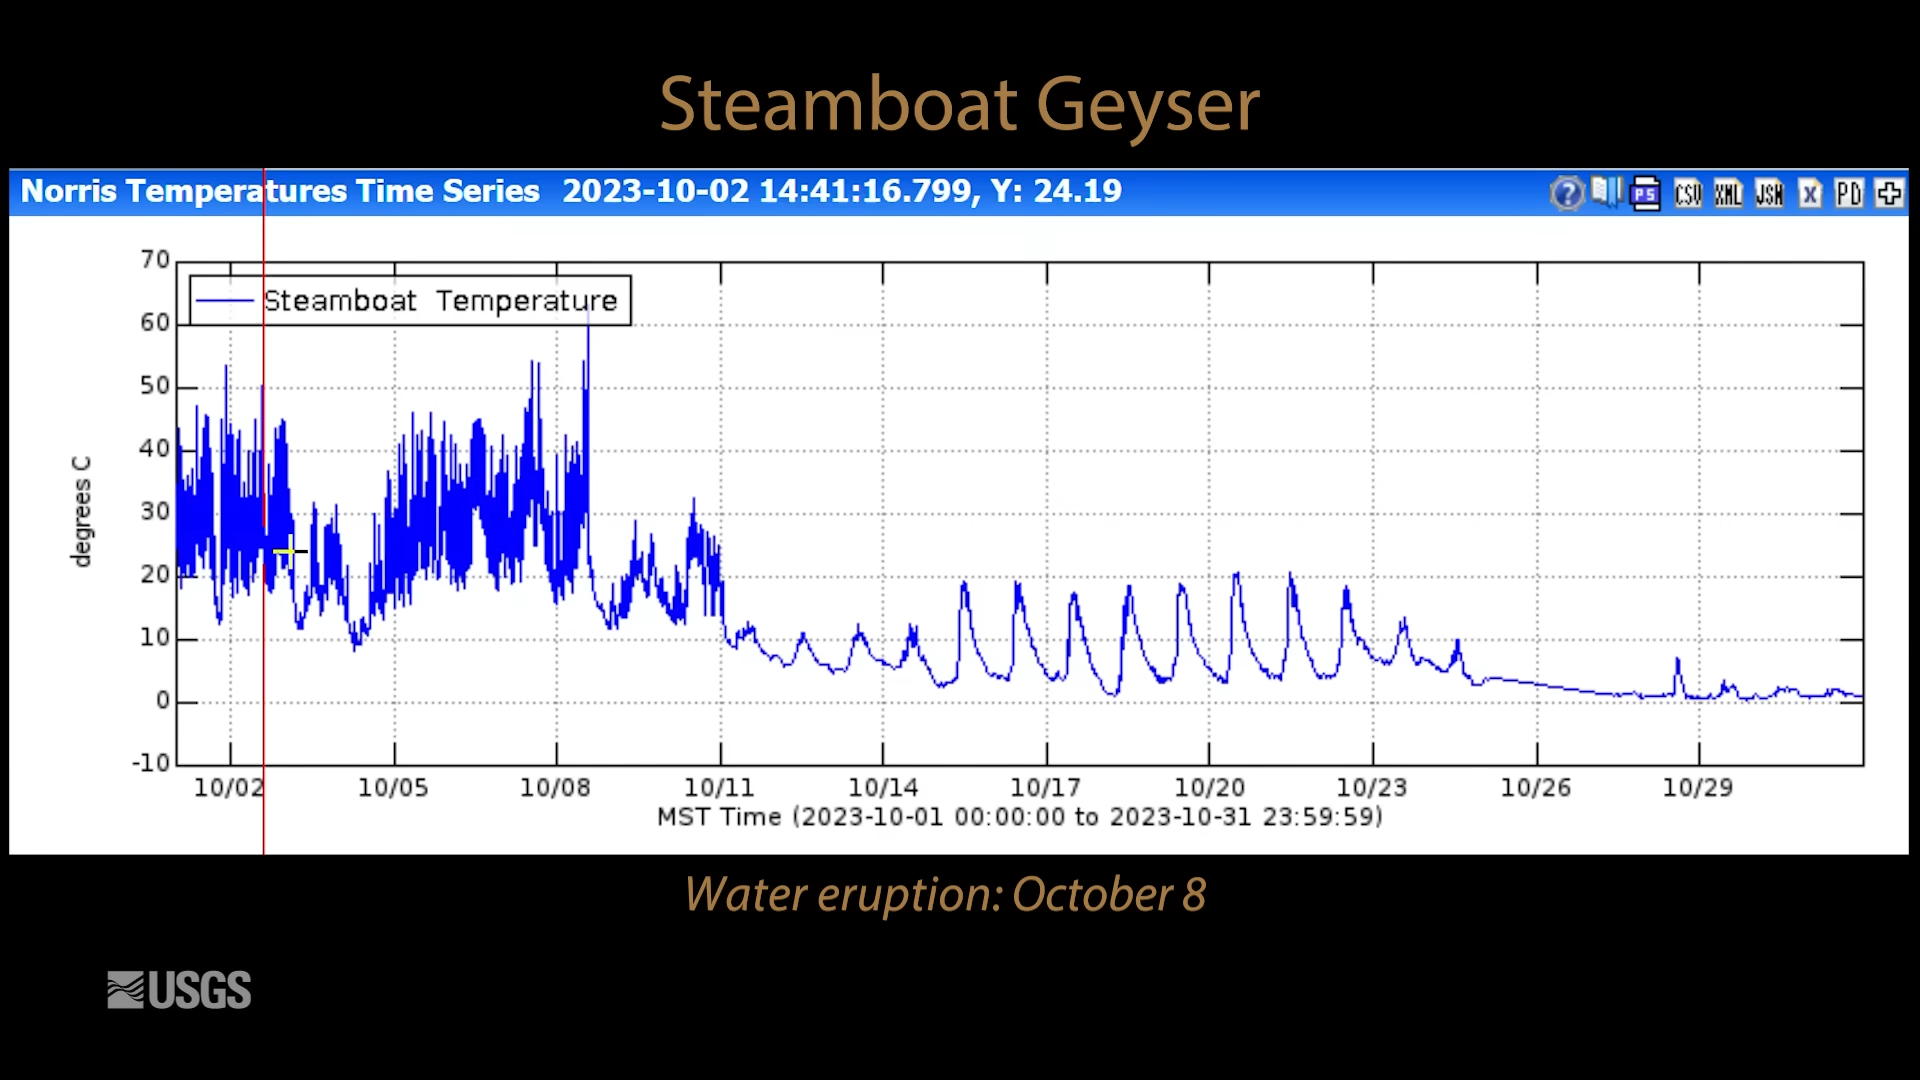 Steamboat Geyser
Norris Temperatures Time Series 2023-10-02 14:41:16.799, Y: 24.19
? PS CSV XML JSN X PD
70
Steamboat Temperature
60
50
40
30
20
10
0
-10
degrees C
10/02 10/05 10/08 10/11 10/14 10/17 10/20 10/23 10/26 10/29
MST Time (2023-10-01 00:00:00 to 2023-10-31 23:59:59)
Water eruption: October 8
USGS